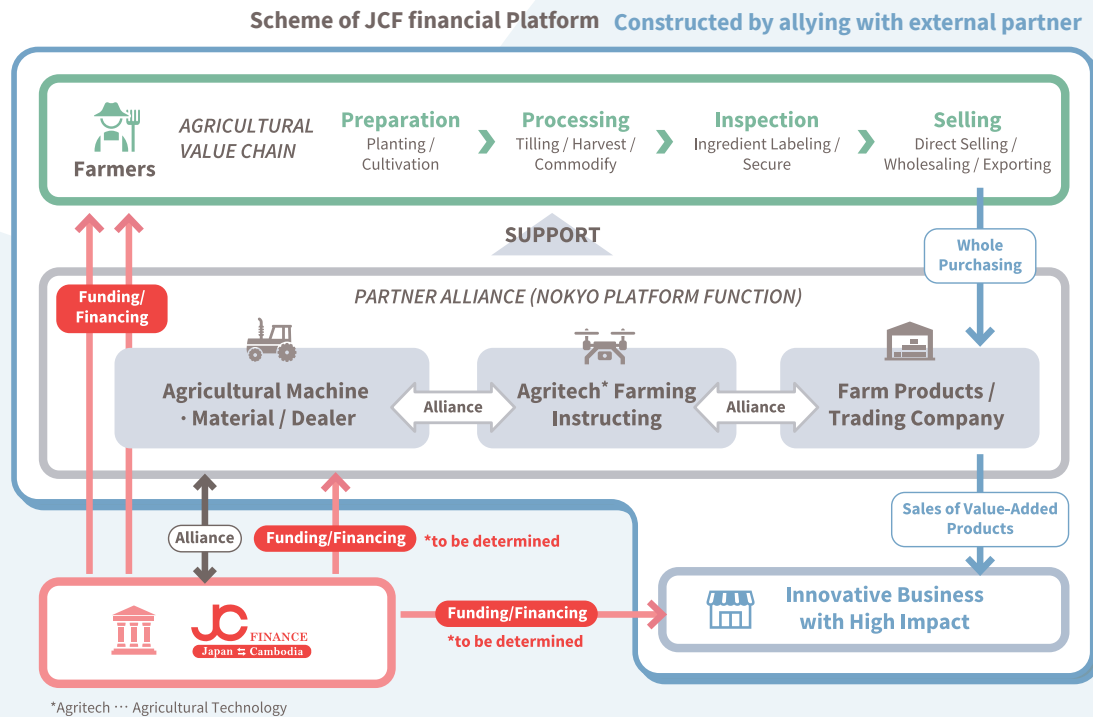 Scheme of JCF financial Platform Constructed by allying with external partner
Farmers
AGRICULTURAL
VALUE CHAIN
Preparation
Planting /
Cultivation
Processing
Tilling / Harvest /
Commodify
Inspection
Ingredient Labeling /
Secure
Selling
Direct Selling /
Wholesaling / Exporting
SUPPORT
Whole
Purchasing
Funding/
Financing
PARTNER ALLIANCE (NOKYO PLATFORM FUNCTION)
Agricultural Machine
· Material / Dealer
Alliance
Agritech* Farming
Instructing
Alliance
Farm Products /
Trading Company
Alliance
Funding/Financing
*to be determined
Sales of Value-Added
Products
JC FINANCE
Japan ⇆ Cambodia
Funding/Financing
*to be determined
Innovative Business
with High Impact
*Agritech ··· Agricultural Technology